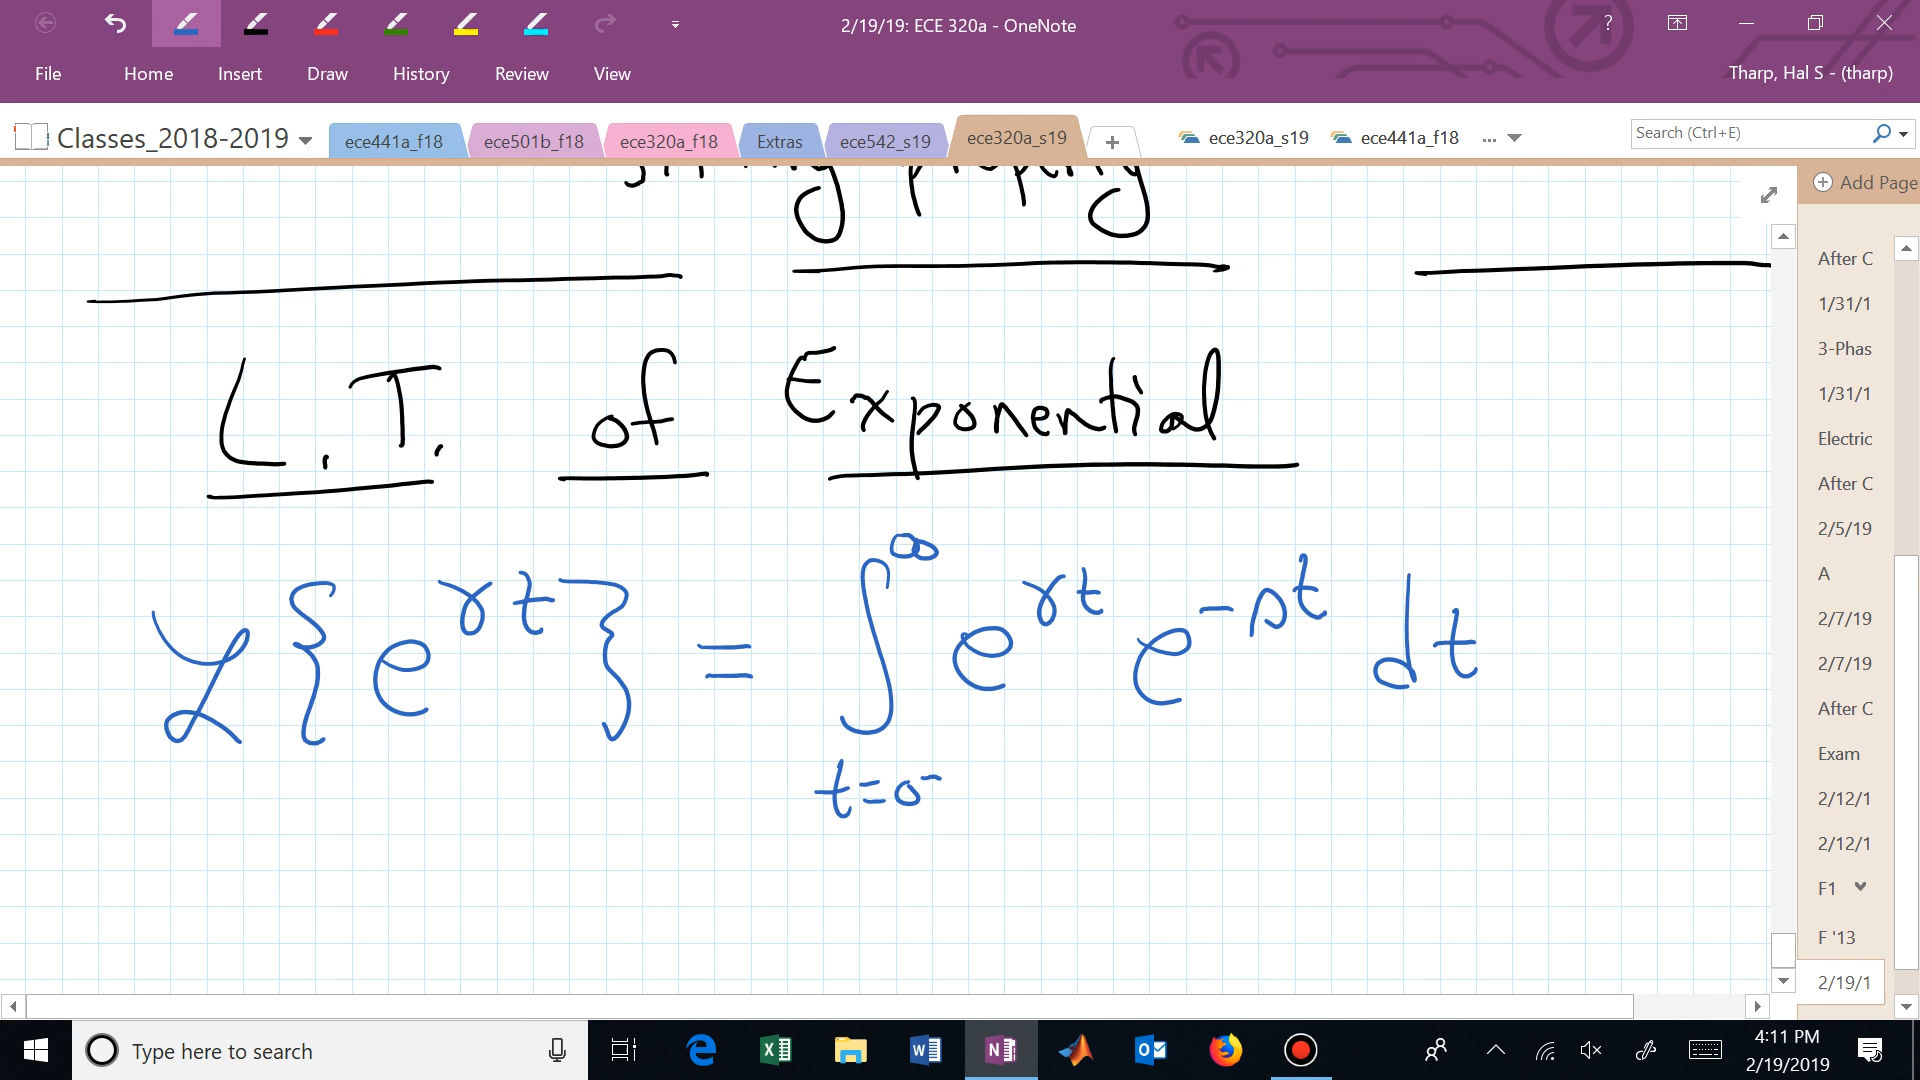 2/19/19: ECE 320a - OneNote
?
File Home Insert Draw History Review View
Tharp, Hal S - (tharp)
Classes_2018-2019
ece441a_f18 ece501b_f18 ece320a_f18 Extras ece542_s19 ece320a_s19 +
ece320a_s19 ece441a_f18 ...
Search (Ctrl+E)
Add Page
property
L.T. of Exponential
ℒ{e^{γt}} = ∫_{t=0⁻}^{∞} e^{γt} e^{-st} dt
After C
1/31/1
3-Phas
1/31/1
Electric
After C
2/5/19
A
2/7/19
2/7/19
After C
Exam
2/12/1
2/12/1
F1
F '13
2/19/1
Type here to search
4:11 PM
2/19/2019